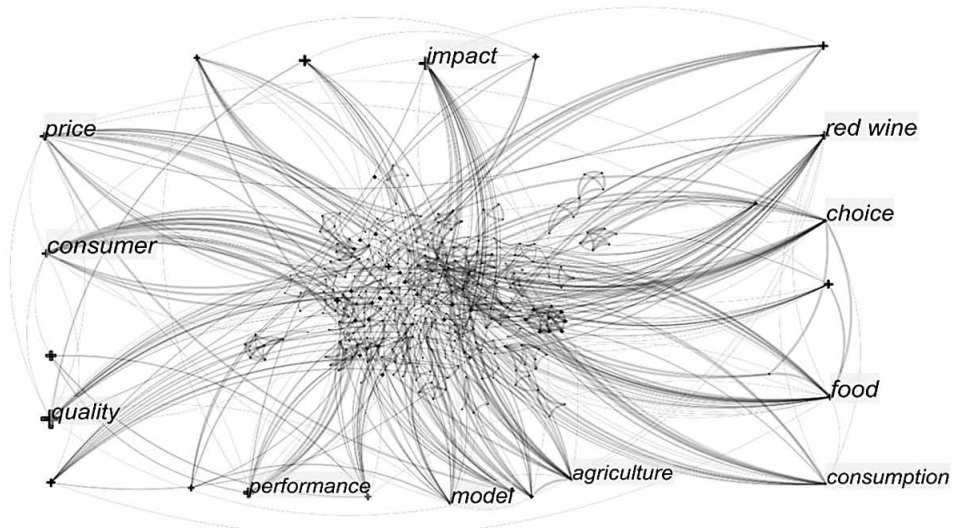 impact
price
red wine
choice
consumer
food
quality
agriculture
consumption
performance
model